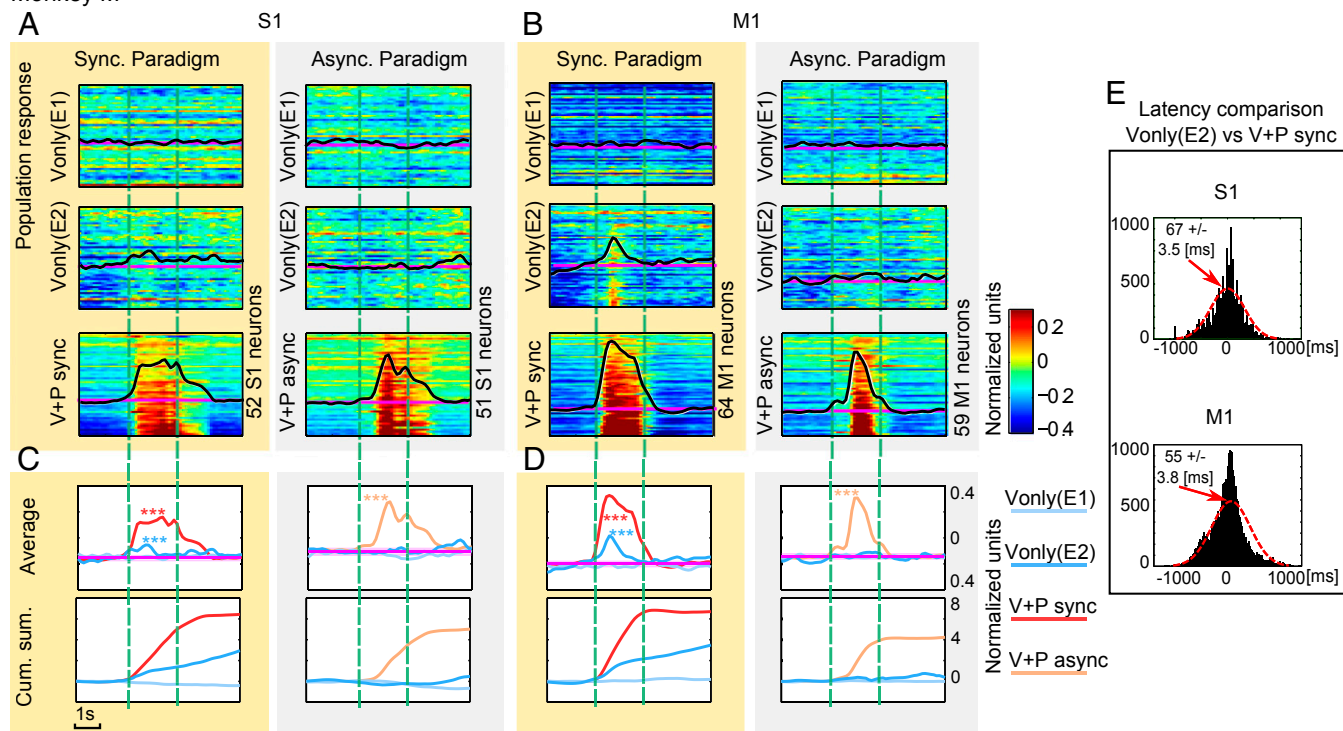 A
S1
B
M1
Sync. Paradigm
Async. Paradigm
Sync. Paradigm
Async. Paradigm
Population response
Vonly(E1)
Vonly(E1)
Vonly(E1)
Vonly(E1)
Vonly(E2)
Vonly(E2)
Vonly(E2)
Vonly(E2)
V+P sync
V+P async
V+P sync
V+P async
52 S1 neurons
51 S1 neurons
64 M1 neurons
59 M1 neurons
0.2
0
−0.2
−0.4
Normalized units
C
D
Average
***
***
***
***
***
***
0.4
0
0.4
Cum. sum.
8
4
0
Normalized units
1s
Vonly(E1)
Vonly(E2)
V+P sync
V+P async
E
Latency comparison
Vonly(E2) vs V+P sync
S1
1000
500
0
67 +/-
3.5 [ms]
-1000
0
1000[ms]
M1
1000
500
0
55 +/-
3.8 [ms]
-1000
0
1000[ms]